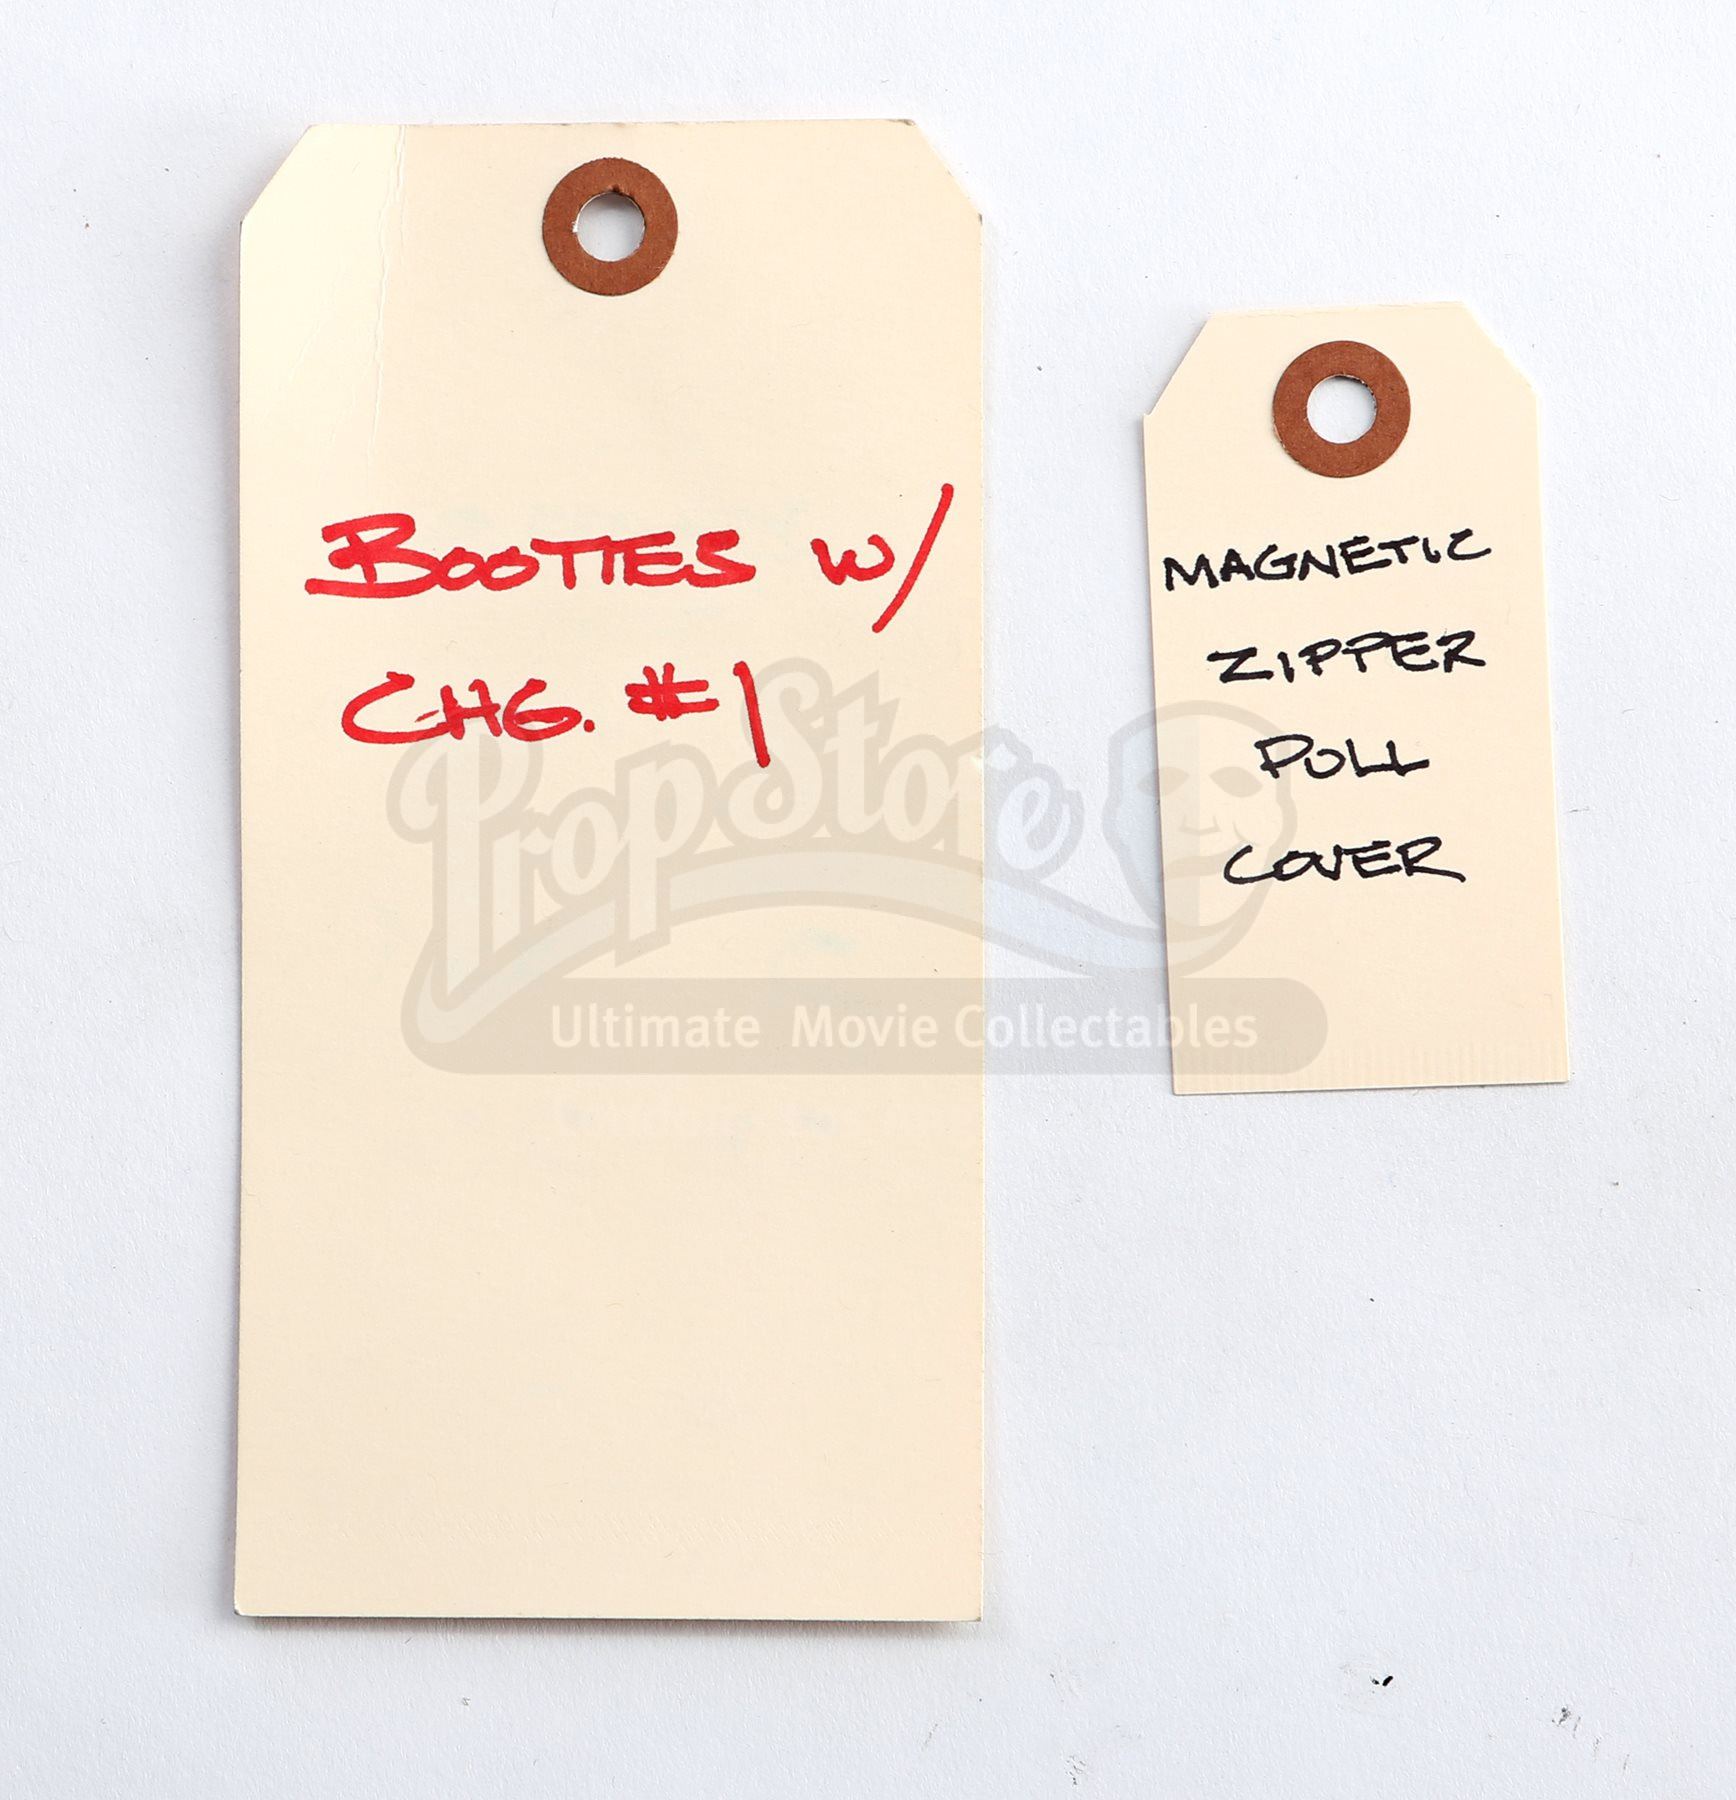 BOOTIES W/
CHG. #1
MAGNETIC
ZIPPER
PULL
COVER
PropStore
Ultimate Movie Collectables